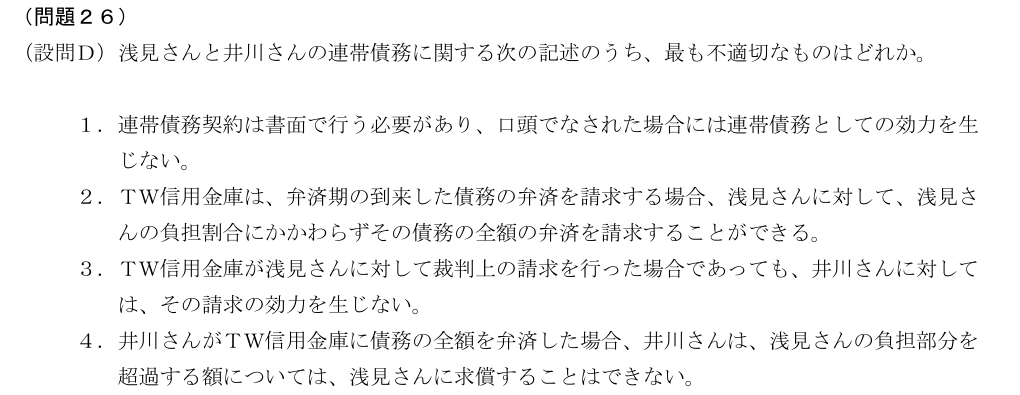 （問題２６）
（設問Ｄ）浅見さんと井川さんの連帯債務に関する次の記述のうち、最も不適切なものはどれか。
１．連帯債務契約は書面で行う必要があり、口頭でなされた場合には連帯債務としての効力を生
じない。
２．ＴＷ信用金庫は、弁済期の到来した債務の弁済を請求する場合、浅見さんに対して、浅見さ
んの負担割合にかかわらずその債務の全額の弁済を請求することができる。
３．ＴＷ信用金庫が浅見さんに対して裁判上の請求を行った場合であっても、井川さんに対して
は、その請求の効力を生じない。
４．井川さんがＴＷ信用金庫に債務の全額を弁済した場合、井川さんは、浅見さんの負担部分を
超過する額については、浅見さんに求償することはできない。